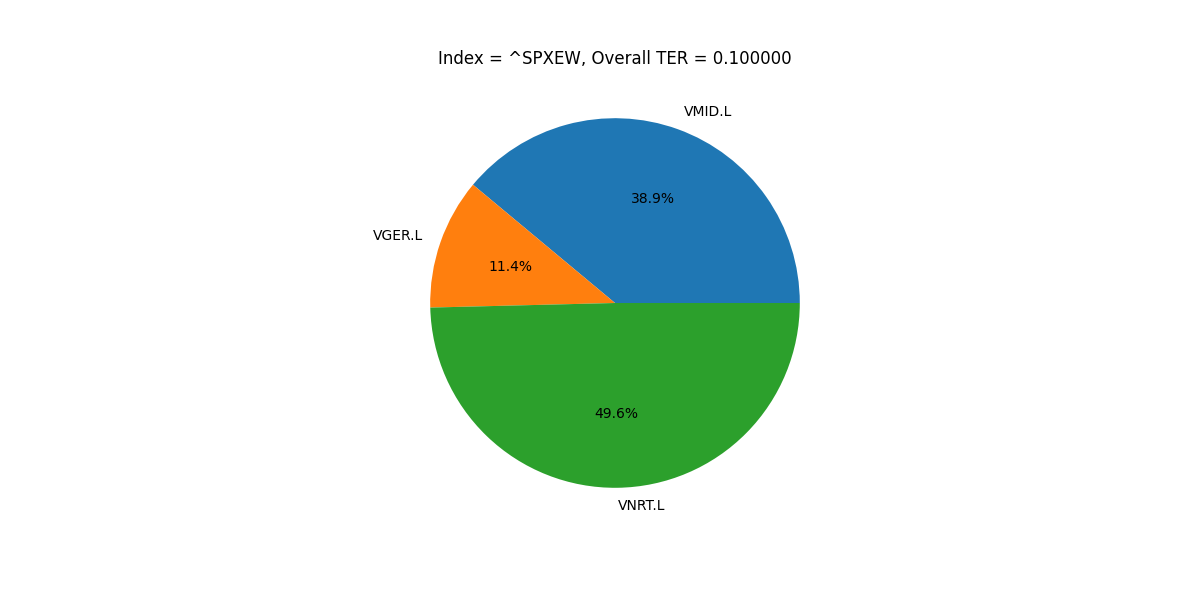 Index = ^SPXEW, Overall TER = 0.100000
VMID.L
38.9%
VGER.L
11.4%
49.6%
VNRT.L